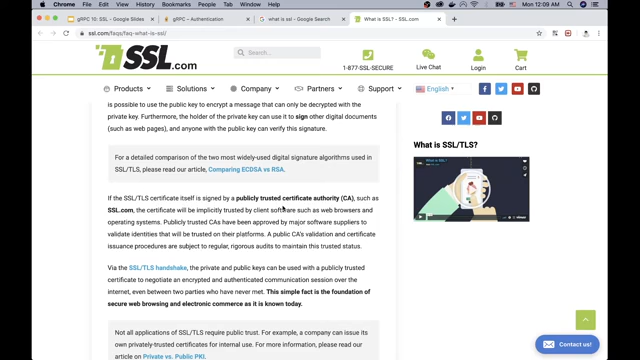 Chrome File Edit View History Bookmarks People Tab Window Help Mon 12:09 AM
gRPC 10: SSL - Google Slides gRPC – Authentication what is ssl - Google Search What is SSL? - SSL.com
ssl.com/faqs/faq-what-is-ssl/
SSL.com
Search...
1-877-SSL-SECURE Live Chat Login Cart
Products Solutions Company Partners Support English
is possible to use the public key to encrypt a message that can only be decrypted with the
private key. Furthermore, the holder of the private key can use it to sign other digital documents
(such as web pages), and anyone with the public key can verify this signature.
For a detailed comparison of the two most widely-used digital signature algorithms used in
SSL/TLS, please read our article, Comparing ECDSA vs RSA.
If the SSL/TLS certificate itself is signed by a publicly trusted certificate authority (CA), such as
SSL.com, the certificate will be implicitly trusted by client software such as web browsers and
operating systems. Publicly trusted CAs have been approved by major software suppliers to
validate identities that will be trusted on their platforms. A public CA's validation and certificate
issuance procedures are subject to regular, rigorous audits to maintain this trusted status.
Via the SSL/TLS handshake, the private and public keys can be used with a publicly trusted
certificate to negotiate an encrypted and authenticated communication session over the
internet, even between two parties who have never met. This simple fact is the foundation of
secure web browsing and electronic commerce as it is known today.
Not all applications of SSL/TLS require public trust. For example, a company can issue its
own privately-trusted certificates for internal use. For more information, please read our
article on Private vs. Public PKI.
What is SSL/TLS?
What is SSL?
Contact us!